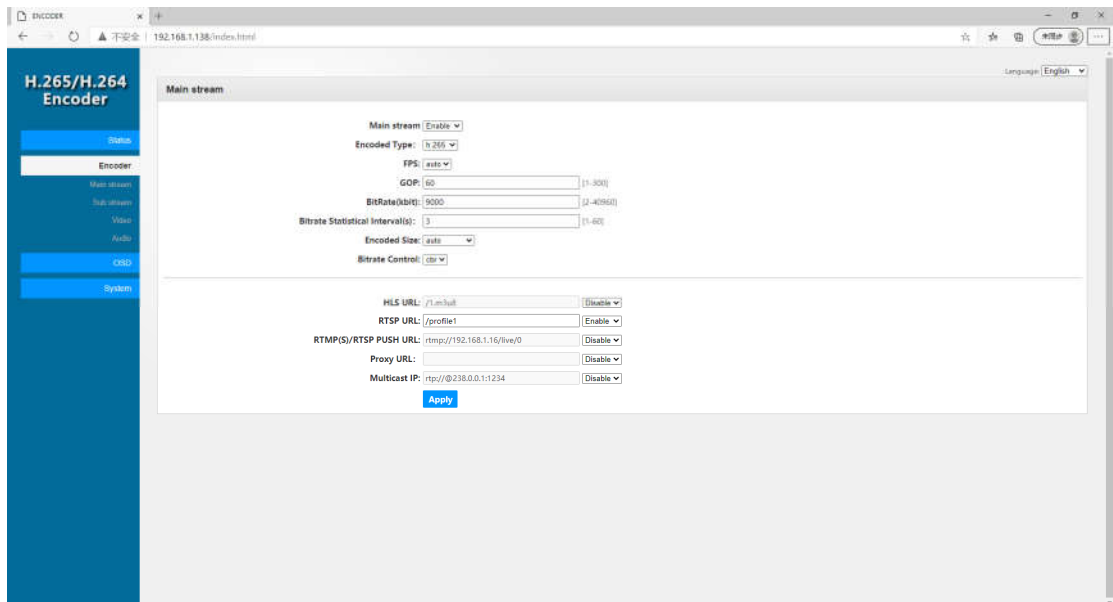 ENCODER
不安全 192.168.1.138/index.html
Language: English
H.265/H.264
Encoder
Main stream
Status
Encoder
Main stream
Sub stream
Video
Audio
OSD
System
Main stream Enable
Encoded Type: h.265
FPS: auto
GOP: 60 [1-300]
BitRate(kbit): 9000 [2-40960]
Bitrate Statistical Interval(s): 3 [1-60]
Encoded Size: auto
Bitrate Control: cbr
HLS URL: /1.m3u8 Disable
RTSP URL: /profile1 Enable
RTMP(S)/RTSP PUSH URL: rtmp://192.168.1.16/live/0 Disable
Proxy URL: Disable
Multicast IP: rtp://@238.0.0.1:1234 Disable
Apply